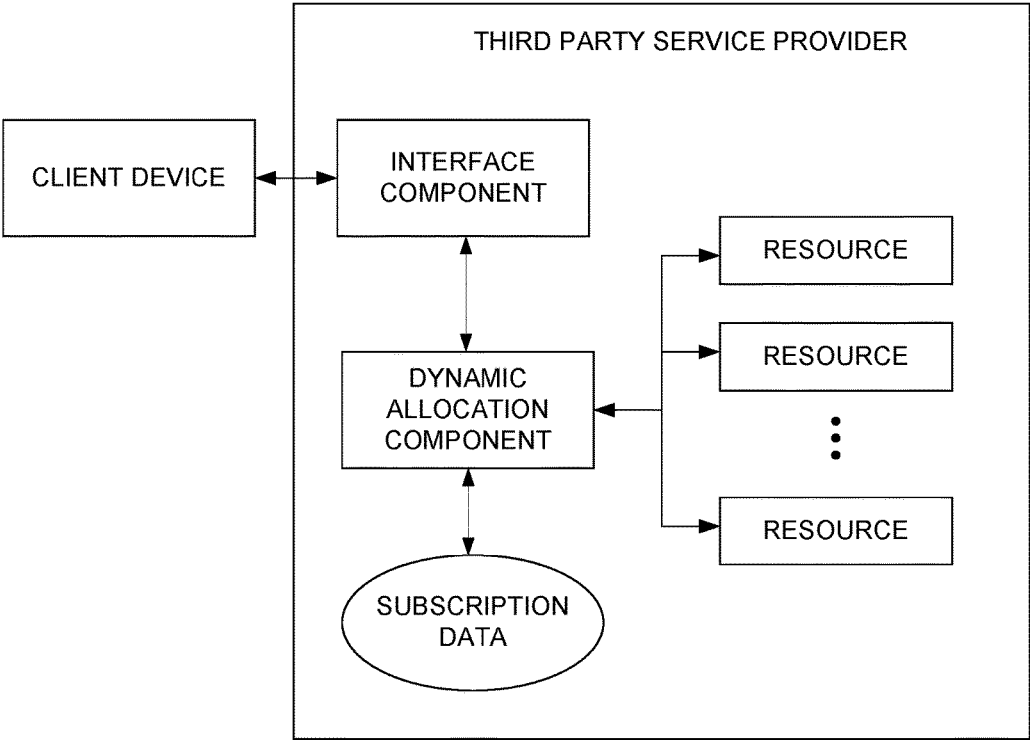 THIRD PARTY SERVICE PROVIDER
CLIENT DEVICE
INTERFACE
COMPONENT
RESOURCE
RESOURCE
DYNAMIC
ALLOCATION
COMPONENT
RESOURCE
SUBSCRIPTION
DATA